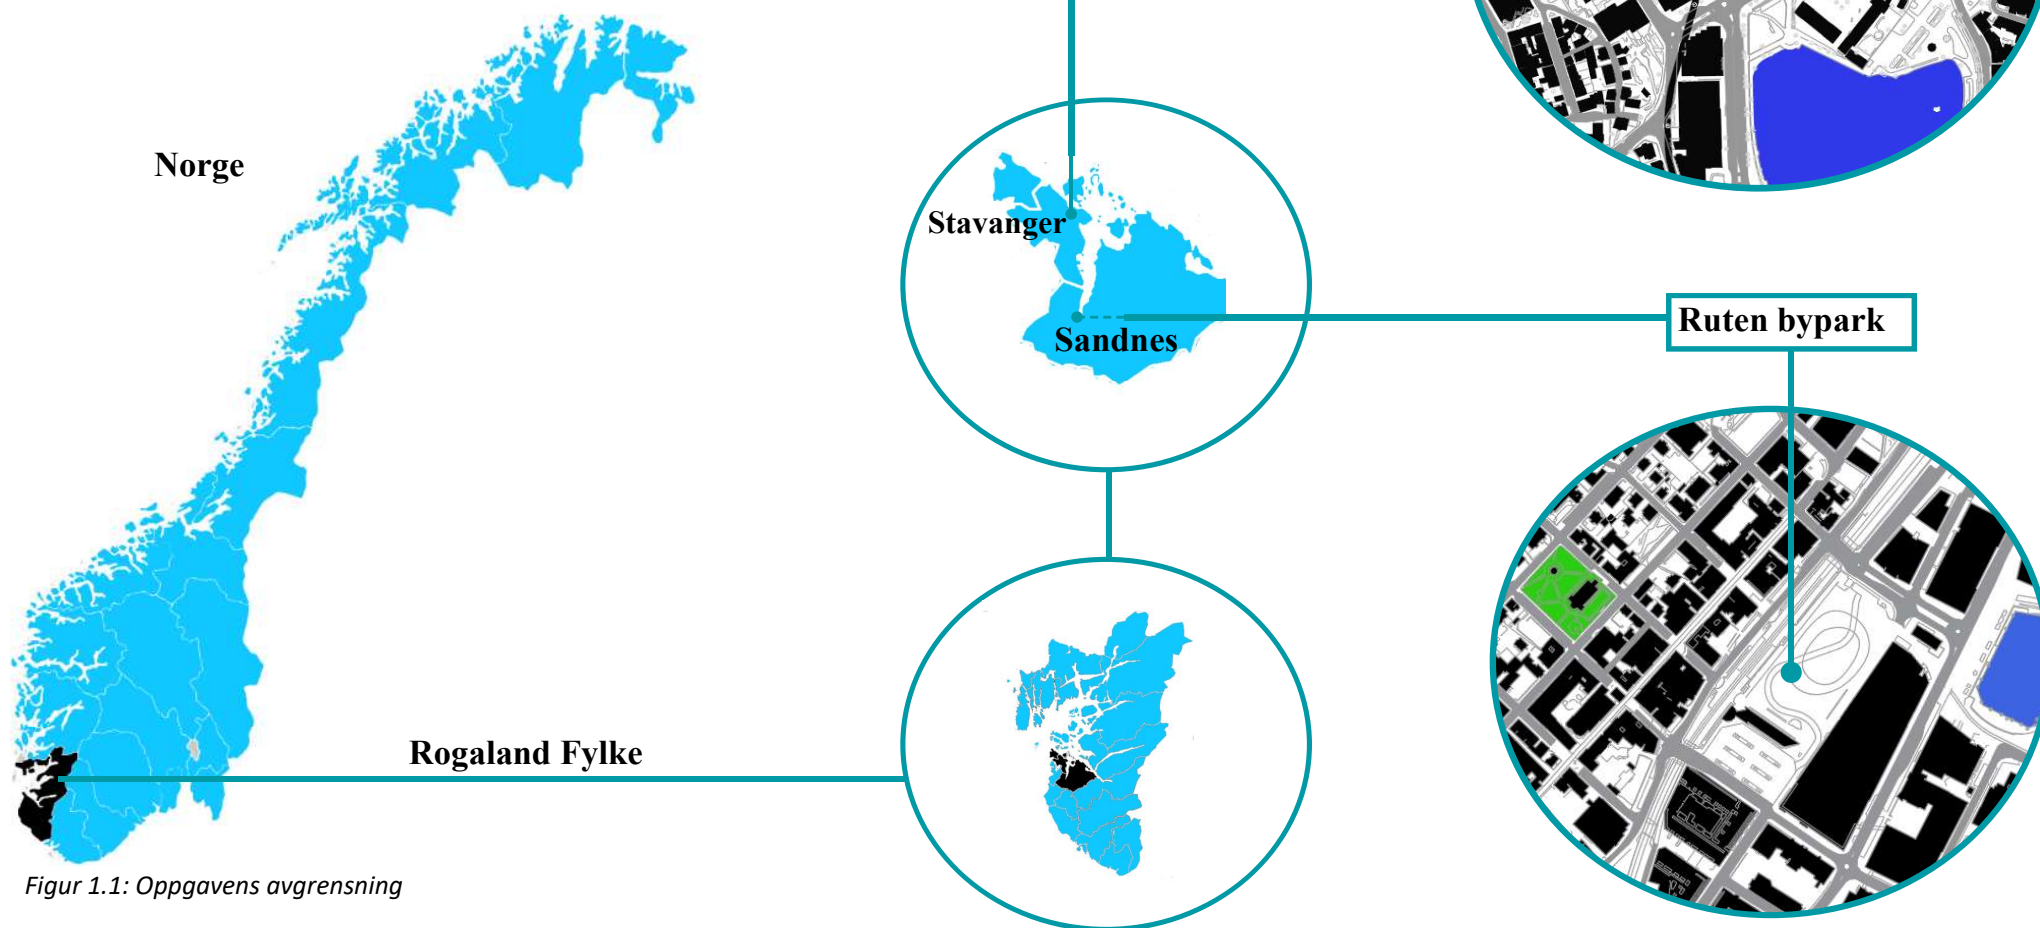 Norge
Stavanger
Sandnes
Ruten bypark
Rogaland Fylke
Figur 1.1: Oppgavens avgrensning